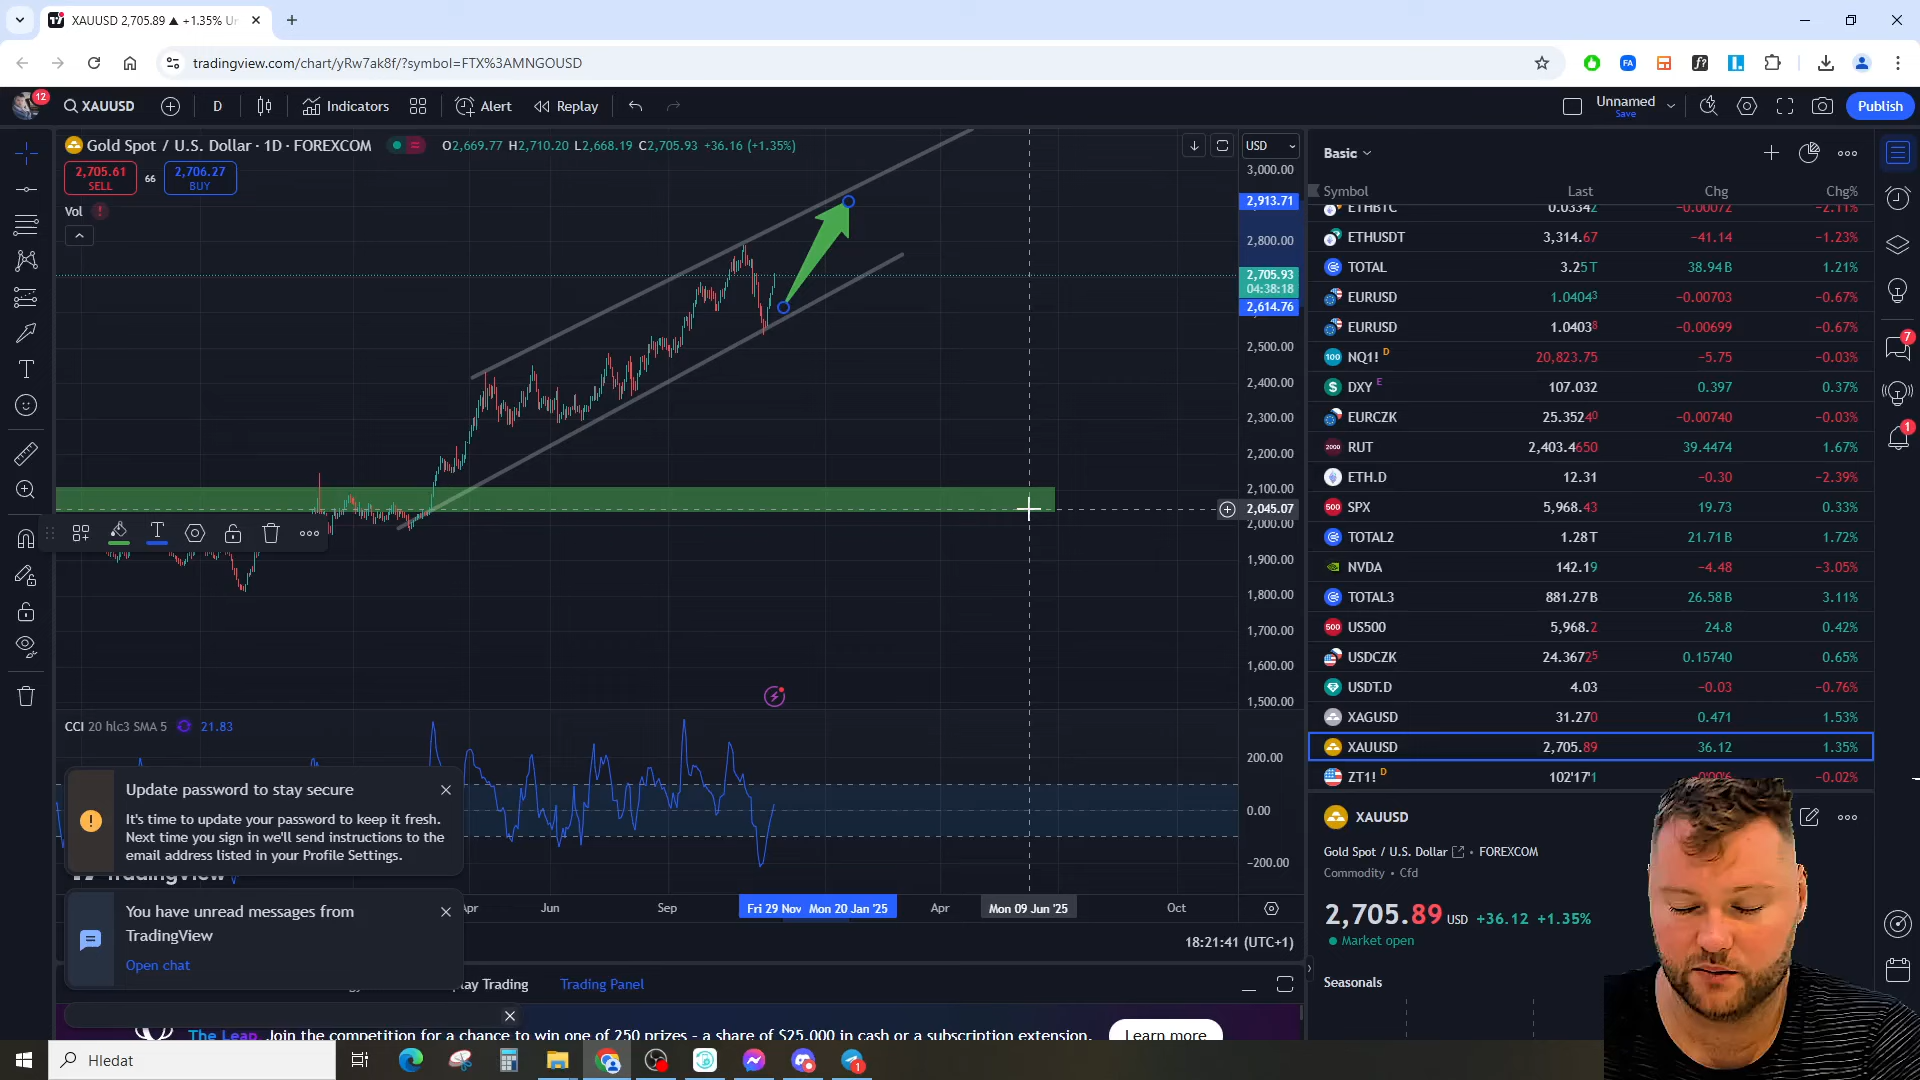 XAUUSD 2,705.89 ▲ +1.35% Un
tradingview.com/chart/yRw7ak8f/?symbol=FTX%3AMNGOUSD
12
XAUUSD
D
Indicators
Alert
Replay
Unnamed
Save
Publish
Gold Spot / U.S. Dollar · 1D · FOREXCOM
O2,669.77 H2,710.20 L2,668.19 C2,705.93 +36.16 (+1.35%)
USD
2,705.61
SELL
66
2,706.27
BUY
Vol
3,000.00
2,913.71
2,800.00
2,705.93
04:38:18
2,614.76
2,500.00
2,400.00
2,300.00
2,200.00
2,100.00
2,045.07
2,000.00
1,900.00
1,800.00
1,700.00
1,600.00
1,500.00
CCI 20 hlc3 SMA 5 21.83
200.00
0.00
−200.00
Update password to stay secure
It's time to update your password to keep it fresh.
Next time you sign in we'll send instructions to the
email address listed in your Profile Settings.
TradingView
You have unread messages from
TradingView
Open chat
Apr
Jun
Sep
Fri 29 Nov
Mon 20 Jan '25
Apr
Mon 09 Jun '25
Oct
18:21:41 (UTC+1)
lay Trading
Trading Panel
The Leap. Join the competition for a chance to win one of 250 prizes - a share of $25,000 in cash or a subscription extension.
Learn more
Basic
Symbol Last Chg Chg%
ETHBTC 0.03342 −0.00072 −2.11%
ETHUSDT 3,314.67 −41.14 −1.23%
TOTAL 3.25T 38.94B 1.21%
EURUSD 1.04043 −0.00703 −0.67%
EURUSD 1.04038 −0.00699 −0.67%
NQ1! D 20,823.75 −5.75 −0.03%
DXY E 107.032 0.397 0.37%
EURCZK 25.35240 −0.00740 −0.03%
RUT 2,403.4650 39.4474 1.67%
ETH.D 12.31 −0.30 −2.39%
SPX 5,968.43 19.73 0.33%
TOTAL2 1.28T 21.71B 1.72%
NVDA 142.19 −4.48 −3.05%
TOTAL3 881.27B 26.58B 3.11%
US500 5,968.2 24.8 0.42%
USDCZK 24.36725 0.15740 0.65%
USDT.D 4.03 −0.03 −0.76%
XAGUSD 31.270 0.471 1.53%
XAUUSD 2,705.89 36.12 1.35%
ZT1! D 102'17'1 −0'00'6 −0.02%
XAUUSD
Gold Spot / U.S. Dollar • FOREXCOM
Commodity • Cfd
2,705.89 USD +36.12 +1.35%
Market open
Seasonals
7
1
Hledat
1